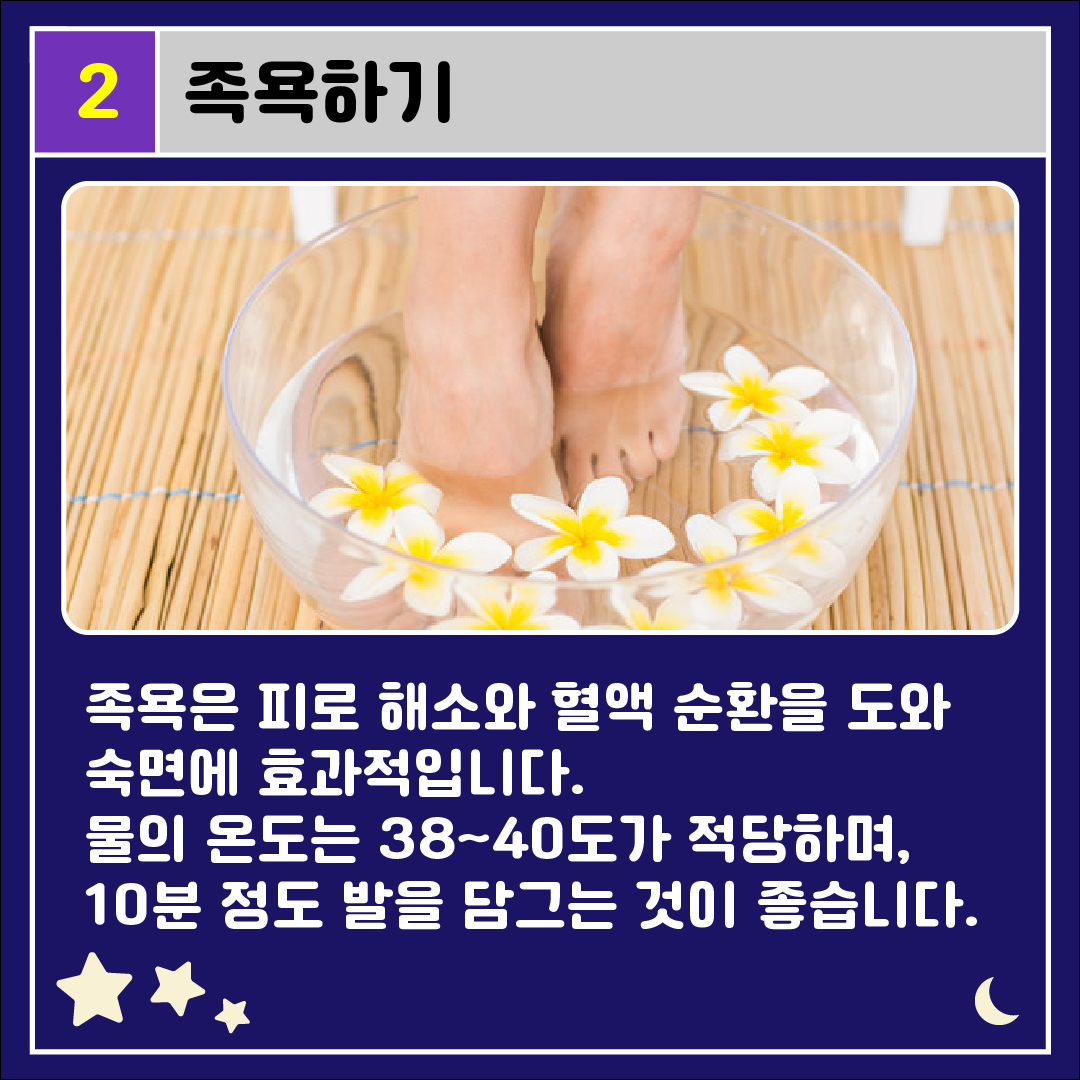 2 족욕하기
족욕은 피로 해소와 혈액 순환을 도와
숙면에 효과적입니다.
물의 온도는 38~40도가 적당하며,
10분 정도 발을 담그는 것이 좋습니다.